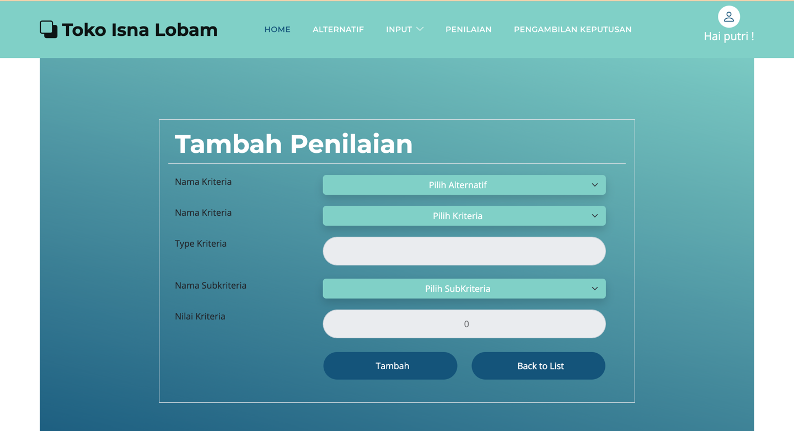 Toko Isna Lobam
HOME ALTERNATIF INPUT PENILAIAN PENGAMBILAN KEPUTUSAN
Hai putri !
Tambah Penilaian
Nama Kriteria Pilih Alternatif
Nama Kriteria Pilih Kriteria
Type Kriteria
Nama Subkriteria Pilih SubKriteria
Nilai Kriteria 0
Tambah Back to List